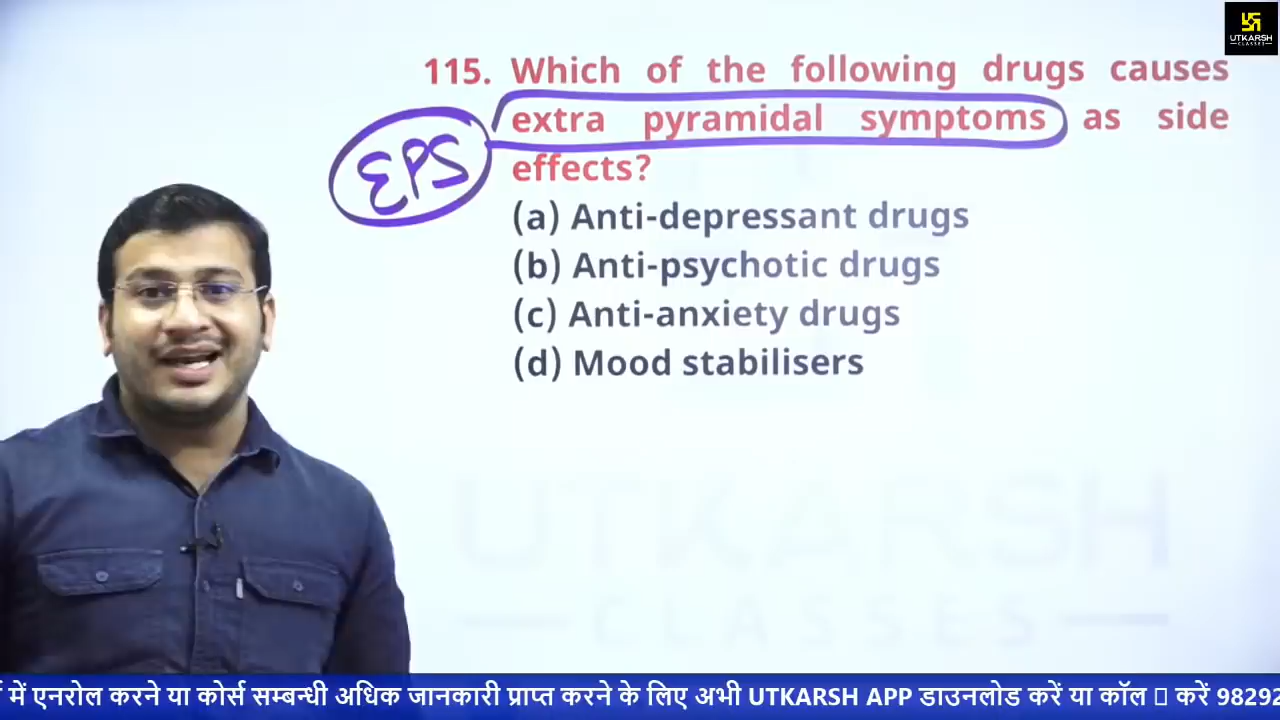 UTKARSH
CLASSES
115. Which of the following drugs causes
extra pyramidal symptoms as side
effects?
EPS
(a) Anti-depressant drugs
(b) Anti-psychotic drugs
(c) Anti-anxiety drugs
(d) Mood stabilisers
UTKARSH
CLASSES
में एनरोल करने या कोर्स सम्बन्धी अधिक जानकारी प्राप्त करने के लिए अभी UTKARSH APP डाउनलोड करें या कॉल करें 98292